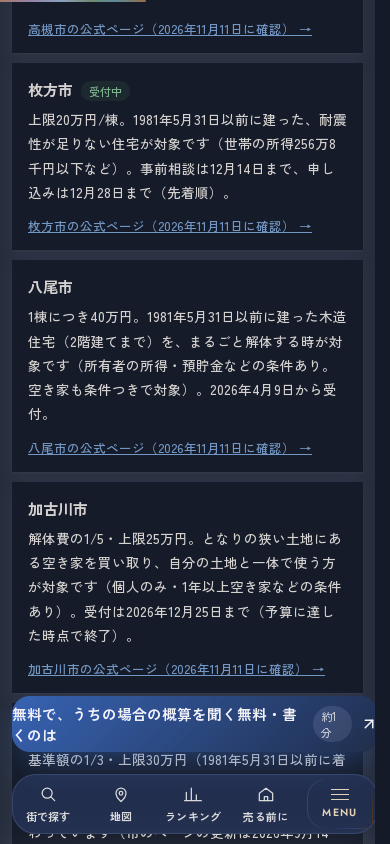 高槻市の公式ページ（2026年11月11日に確認） →
枚方市 受付中
上限20万円/棟。1981年5月31日以前に建った、耐震
性が足りない住宅が対象です（世帯の所得256万8
千円以下など）。事前相談は12月14日まで、申し
込みは12月28日まで（先着順）。
枚方市の公式ページ（2026年11月11日に確認） →
八尾市
1棟につき40万円。1981年5月31日以前に建った木造
住宅（2階建てまで）を、まるごと解体する時が対
象です（所有者の所得・預貯金などの条件あり。
空き家も条件つきで対象）。2026年4月9日から受
付。
八尾市の公式ページ（2026年11月11日に確認） →
加古川市
解体費の1/5・上限25万円。となりの狭い土地にあ
る空き家を買い取り、自分の土地と一体で使う方
が対象です（個人のみ・1年以上空き家などの条件
あり）。受付は2026年12月25日まで（予算に達し
た時点で終了）。
加古川市の公式ページ（2026年11月11日に確認） →
無料で、うちの場合の概算を聞く無料・書
くのは
約1
分
基準額の1/3・上限30万円（1981年5月31日以前に着
街で探す
地図
ランキング
売る前に
MENU